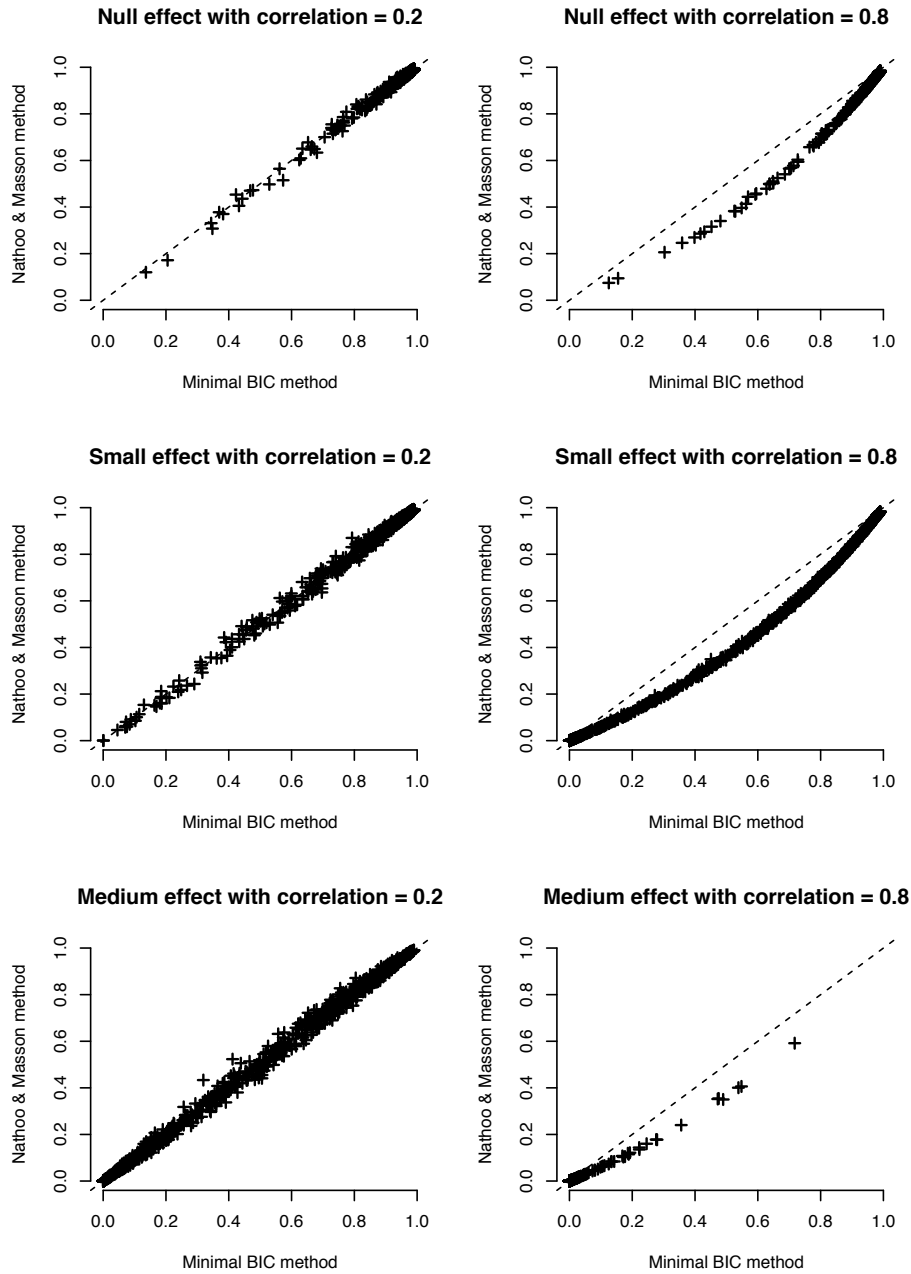 Null effect with correlation = 0.2
Nathoo & Masson method
0.0 0.2 0.4 0.6 0.8 1.0
0.0 0.2 0.4 0.6 0.8 1.0
Minimal BIC method
Null effect with correlation = 0.8
Nathoo & Masson method
0.0 0.2 0.4 0.6 0.8 1.0
0.0 0.2 0.4 0.6 0.8 1.0
Minimal BIC method
Small effect with correlation = 0.2
Nathoo & Masson method
0.0 0.2 0.4 0.6 0.8 1.0
0.0 0.2 0.4 0.6 0.8 1.0
Minimal BIC method
Small effect with correlation = 0.8
Nathoo & Masson method
0.0 0.2 0.4 0.6 0.8 1.0
0.0 0.2 0.4 0.6 0.8 1.0
Minimal BIC method
Medium effect with correlation = 0.2
Nathoo & Masson method
0.0 0.2 0.4 0.6 0.8 1.0
0.0 0.2 0.4 0.6 0.8 1.0
Minimal BIC method
Medium effect with correlation = 0.8
Nathoo & Masson method
0.0 0.2 0.4 0.6 0.8 1.0
0.0 0.2 0.4 0.6 0.8 1.0
Minimal BIC method